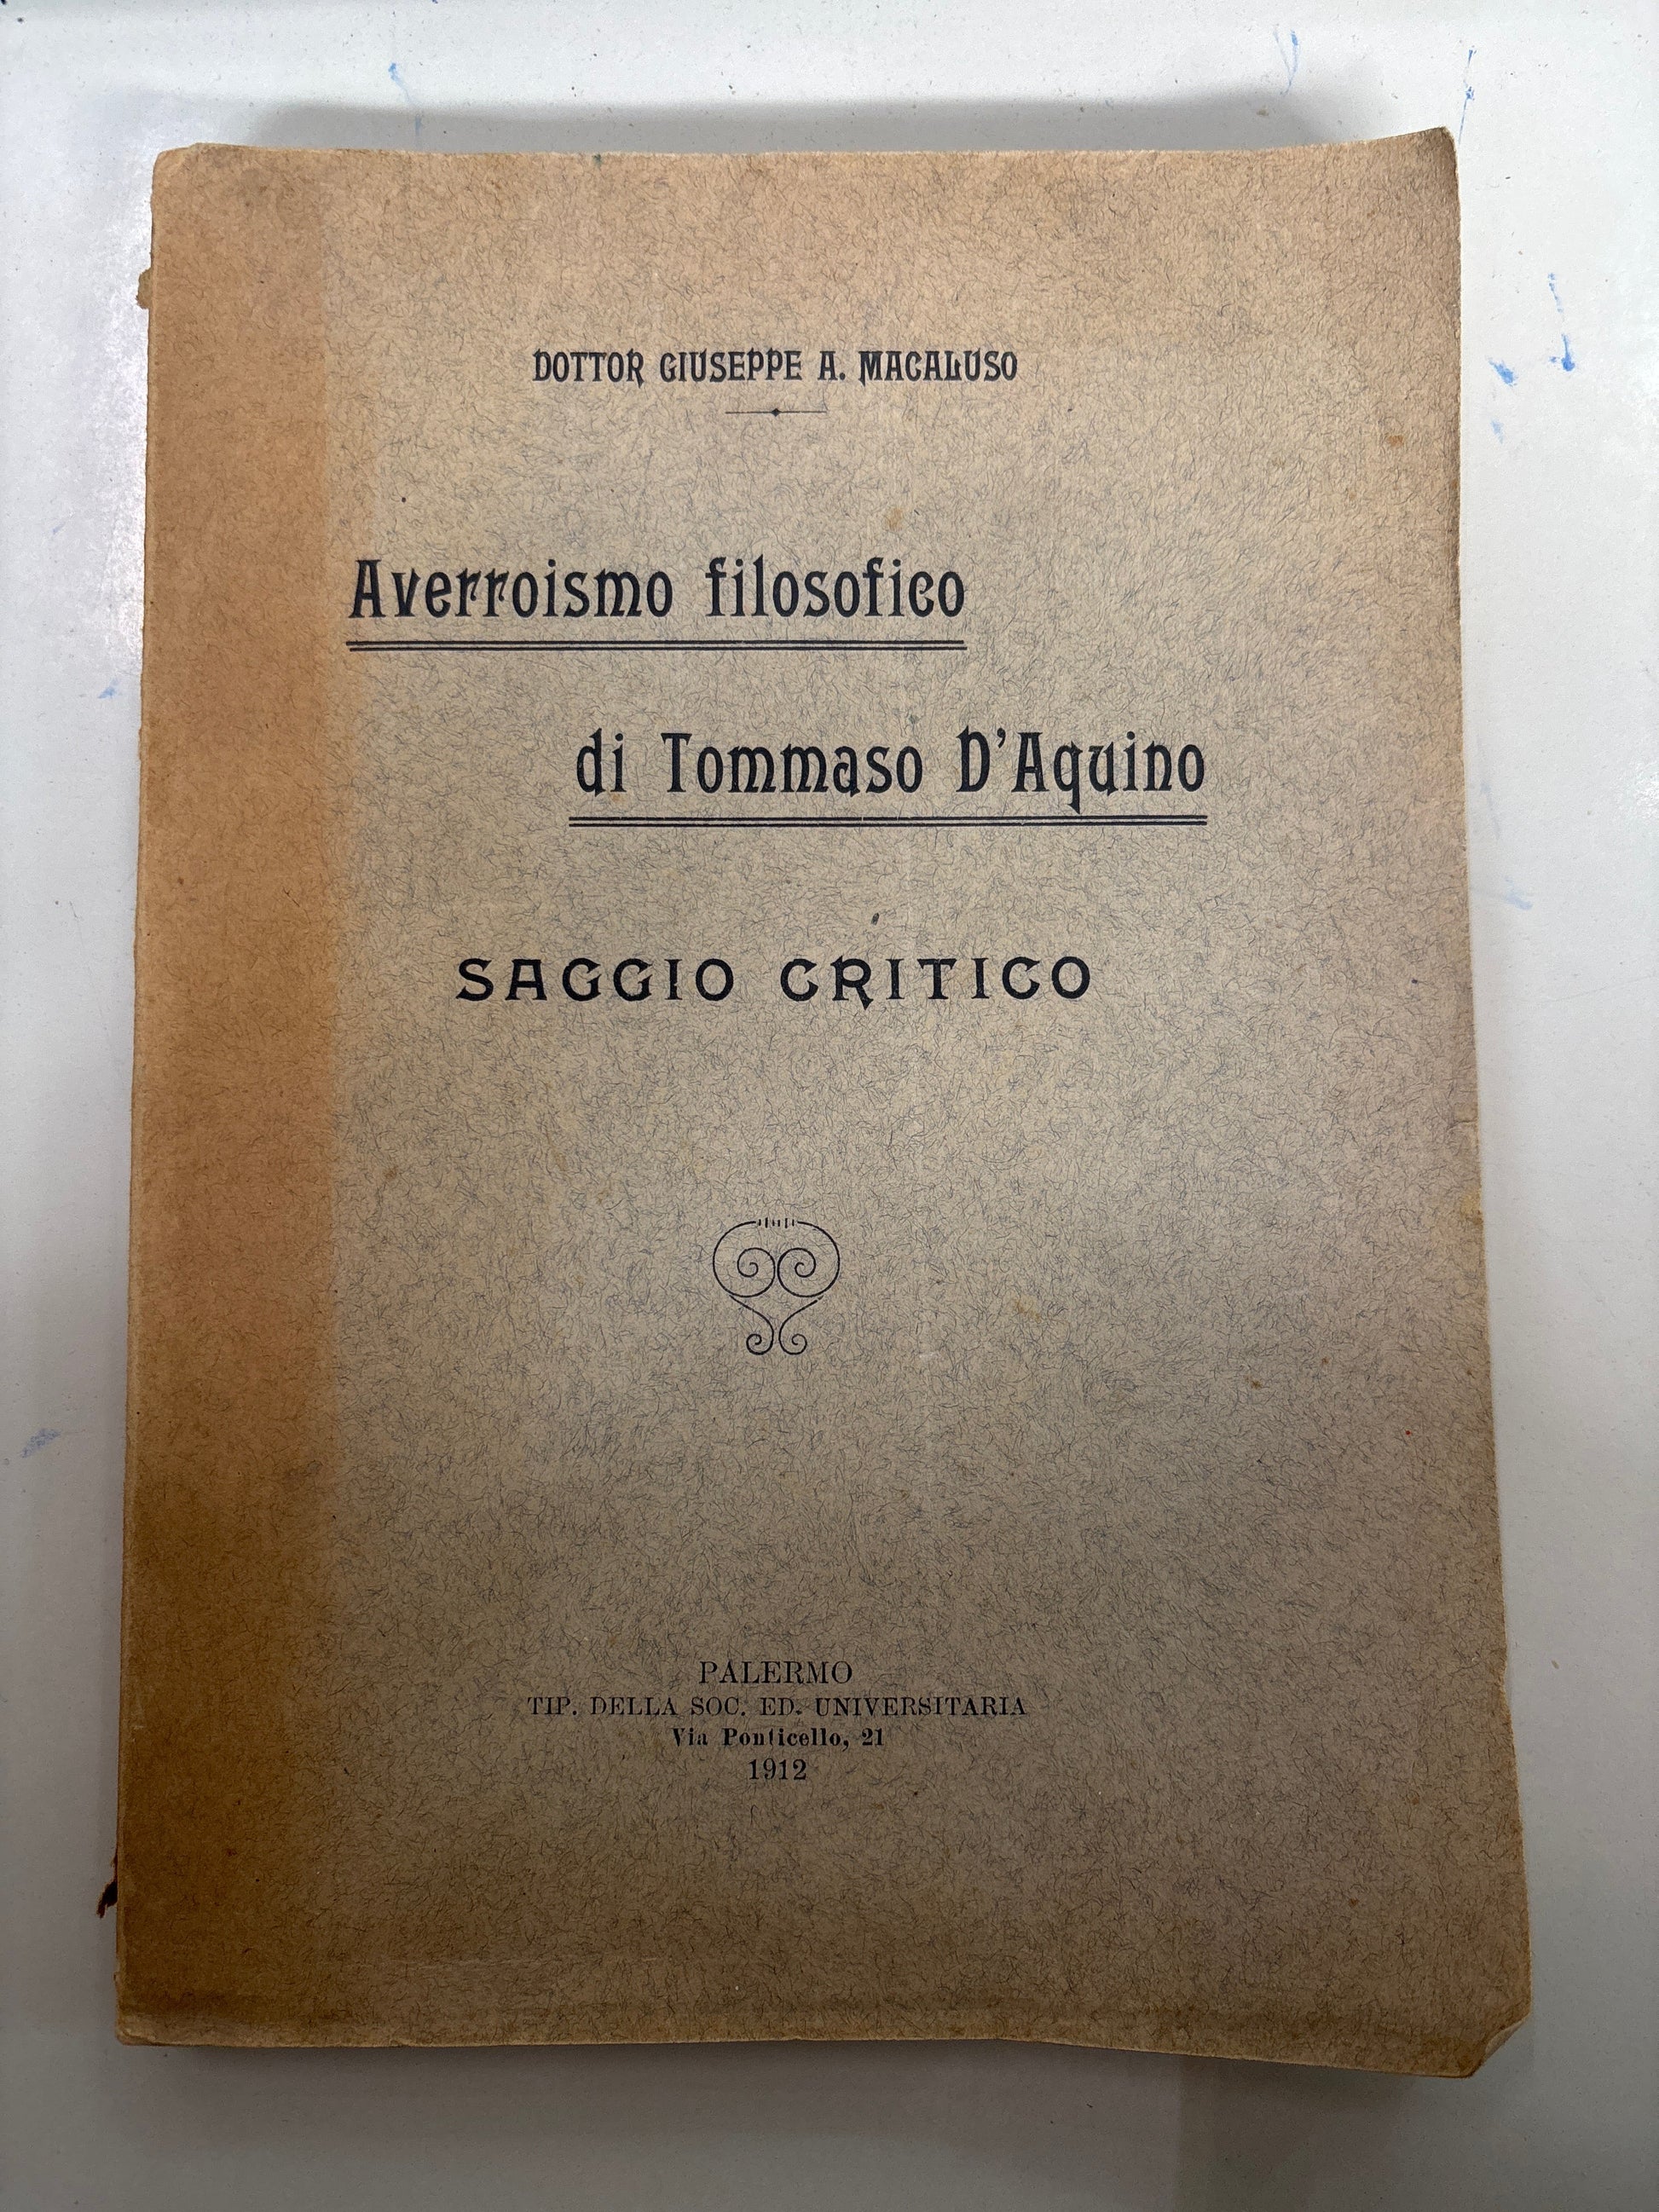 DOTTOR GIUSEPPE A. MACALUSO
Averroismo filosofico
di Tommaso D'Aquino
SAGGIO CRITICO
PALERMO
TIP. DELLA SOC. ED. UNIVERSITARIA
Via Ponticello, 21
1912